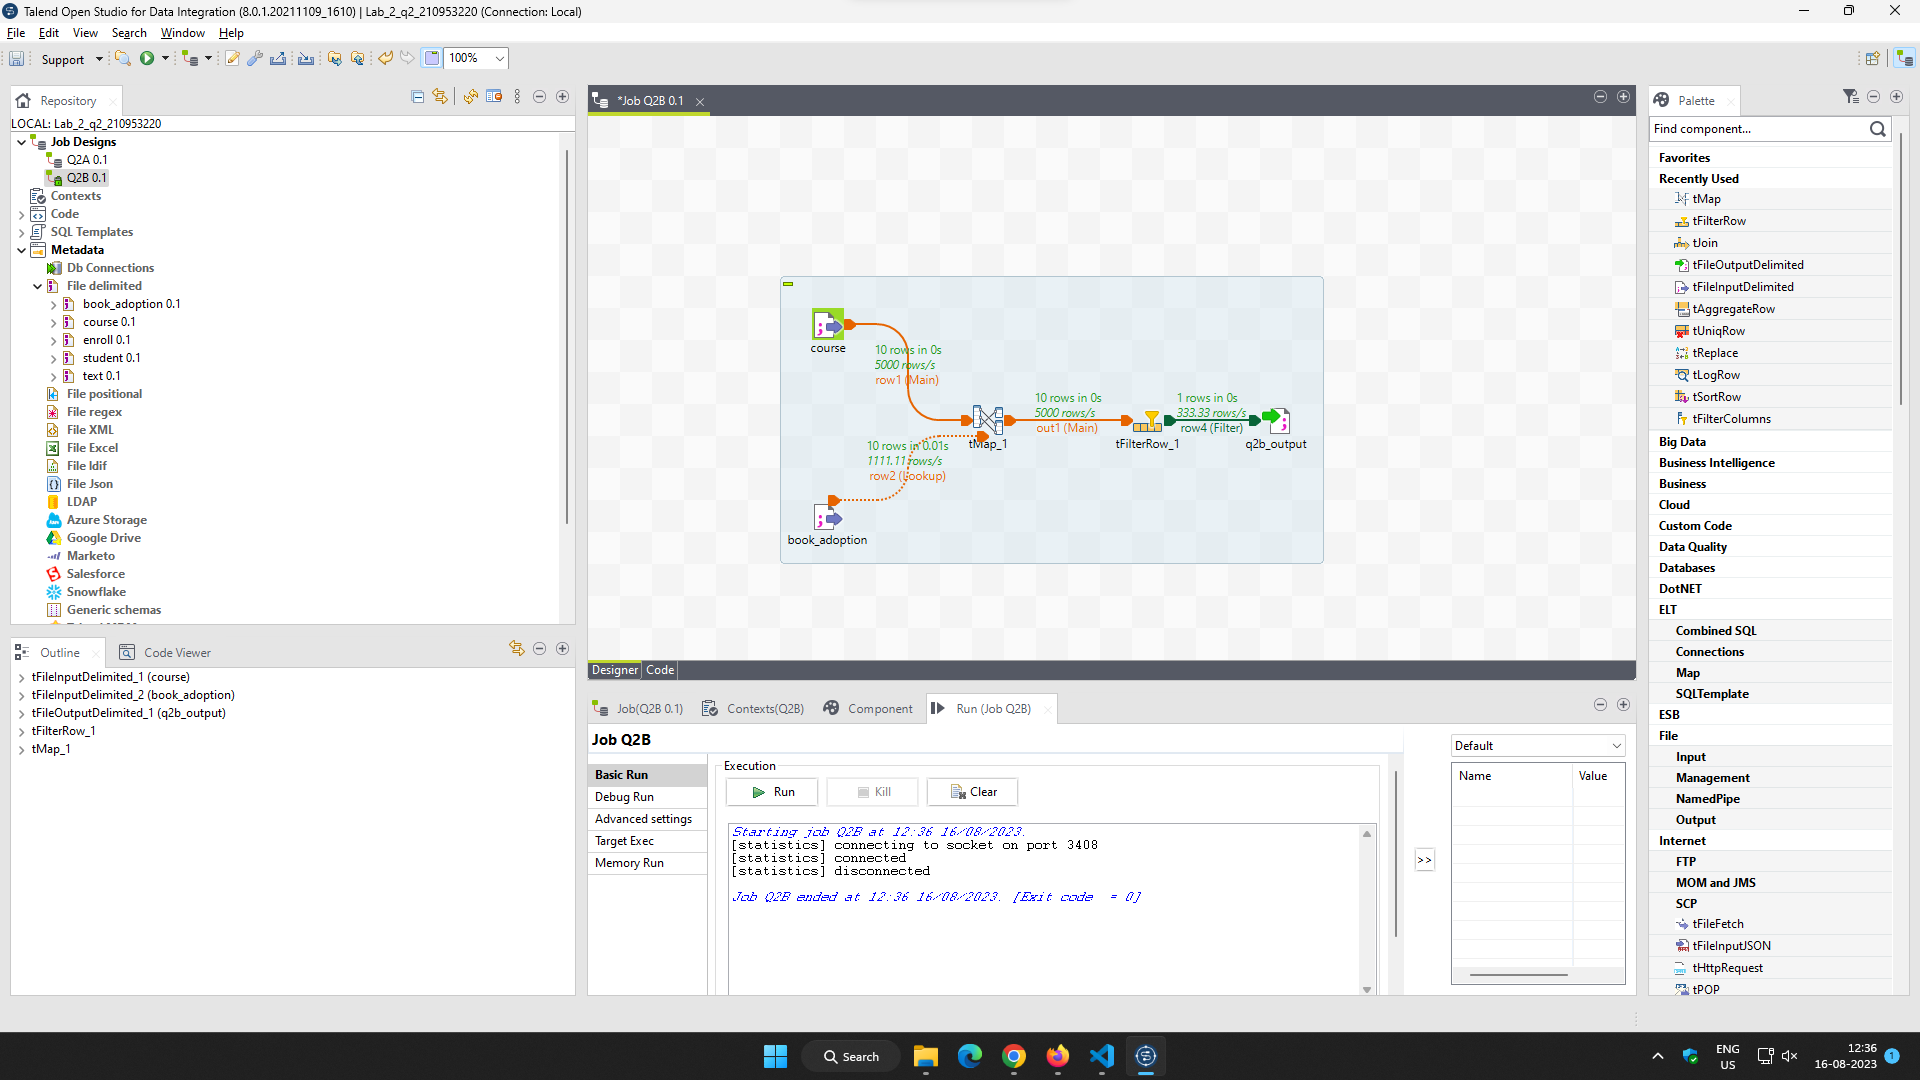 Talend Open Studio for Data Integration (8.0.1.20211109_1610) | Lab_2_q2_210953220 (Connection: Local)
File Edit View Search Window Help
Support 100%
Repository
LOCAL: Lab_2_q2_210953220
Job Designs
Q2A 0.1
Q2B 0.1
Contexts
Code
SQL Templates
Metadata
Db Connections
File delimited
book_adoption 0.1
course 0.1
enroll 0.1
student 0.1
text 0.1
File positional
File regex
File XML
File Excel
File ldif
File Json
LDAP
Azure Storage
Google Drive
Marketo
Salesforce
Snowflake
Generic schemas
Outline Code Viewer
tFileInputDelimited_1 (course)
tFileInputDelimited_2 (book_adoption)
tFileOutputDelimited_1 (q2b_output)
tFilterRow_1
tMap_1
*Job Q2B 0.1
course
10 rows in 0s
5000 rows/s
row1 (Main)
10 rows in 0.01s
1111.11 rows/s
row2 (Lookup)
book_adoption
tMap_1
10 rows in 0s
5000 rows/s
out1 (Main)
tFilterRow_1
1 rows in 0s
333.33 rows/s
row4 (Filter)
q2b_output
Designer Code
Job(Q2B 0.1) Contexts(Q2B) Component Run (Job Q2B)
Job Q2B
Basic Run
Debug Run
Advanced settings
Target Exec
Memory Run
Execution
Run Kill Clear
Starting job Q2B at 12:36 16/08/2023.
[statistics] connecting to socket on port 3408
[statistics] connected
[statistics] disconnected
Job Q2B ended at 12:36 16/08/2023. [Exit code  = 0]
>>
Default
Name Value
Palette
Find component...
Favorites
Recently Used
tMap
tFilterRow
tJoin
tFileOutputDelimited
tFileInputDelimited
tAggregateRow
tUniqRow
tReplace
tLogRow
tSortRow
tFilterColumns
Big Data
Business Intelligence
Business
Cloud
Custom Code
Data Quality
Databases
DotNET
ELT
Combined SQL
Connections
Map
SQLTemplate
ESB
File
Input
Management
NamedPipe
Output
Internet
FTP
MOM and JMS
SCP
tFileFetch
tFileInputJSON
tHttpRequest
tPOP
Search
ENG
US
12:36
16-08-2023
1